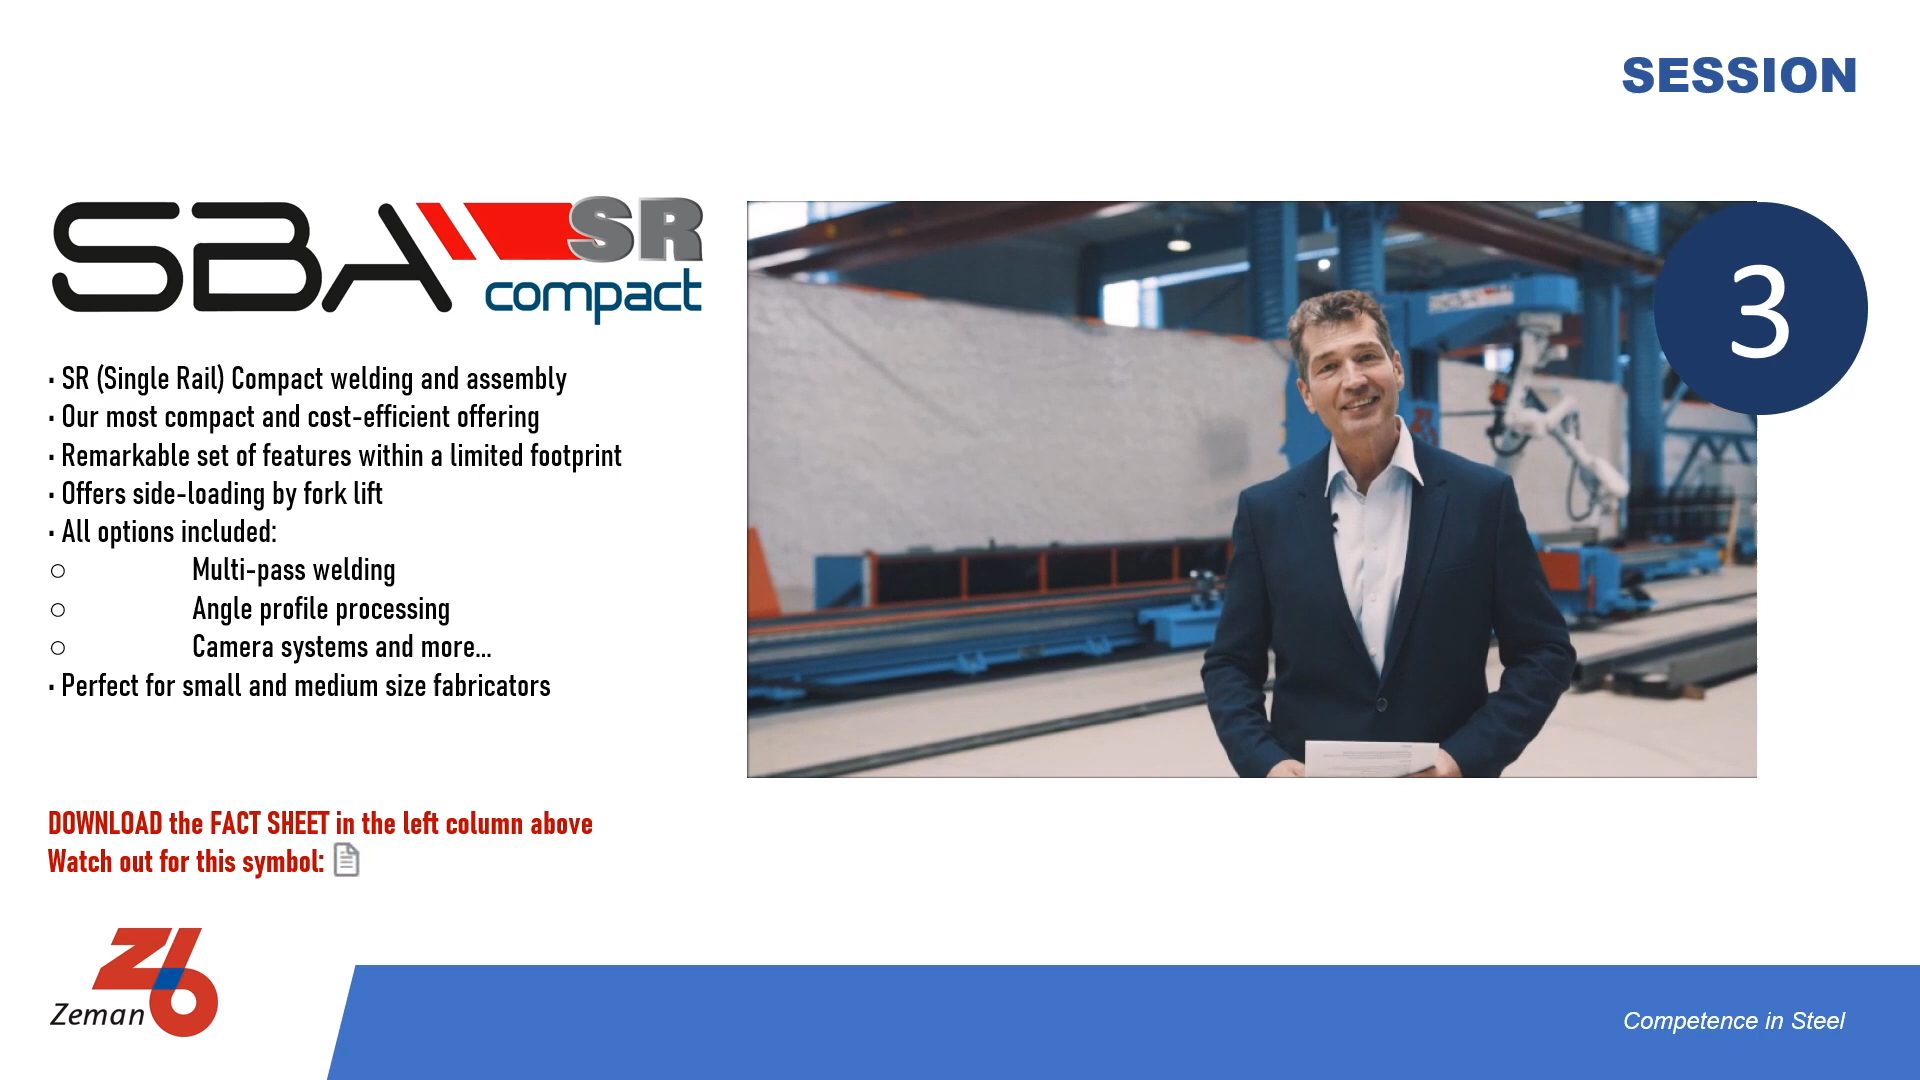 SESSION
SBA SR
compact
3
· SR (Single Rail) Compact welding and assembly
· Our most compact and cost-efficient offering
· Remarkable set of features within a limited footprint
· Offers side-loading by fork lift
· All options included:
○ Multi-pass welding
○ Angle profile processing
○ Camera systems and more...
· Perfect for small and medium size fabricators
DOWNLOAD the FACT SHEET in the left column above
Watch out for this symbol:
Zeman
Competence in Steel